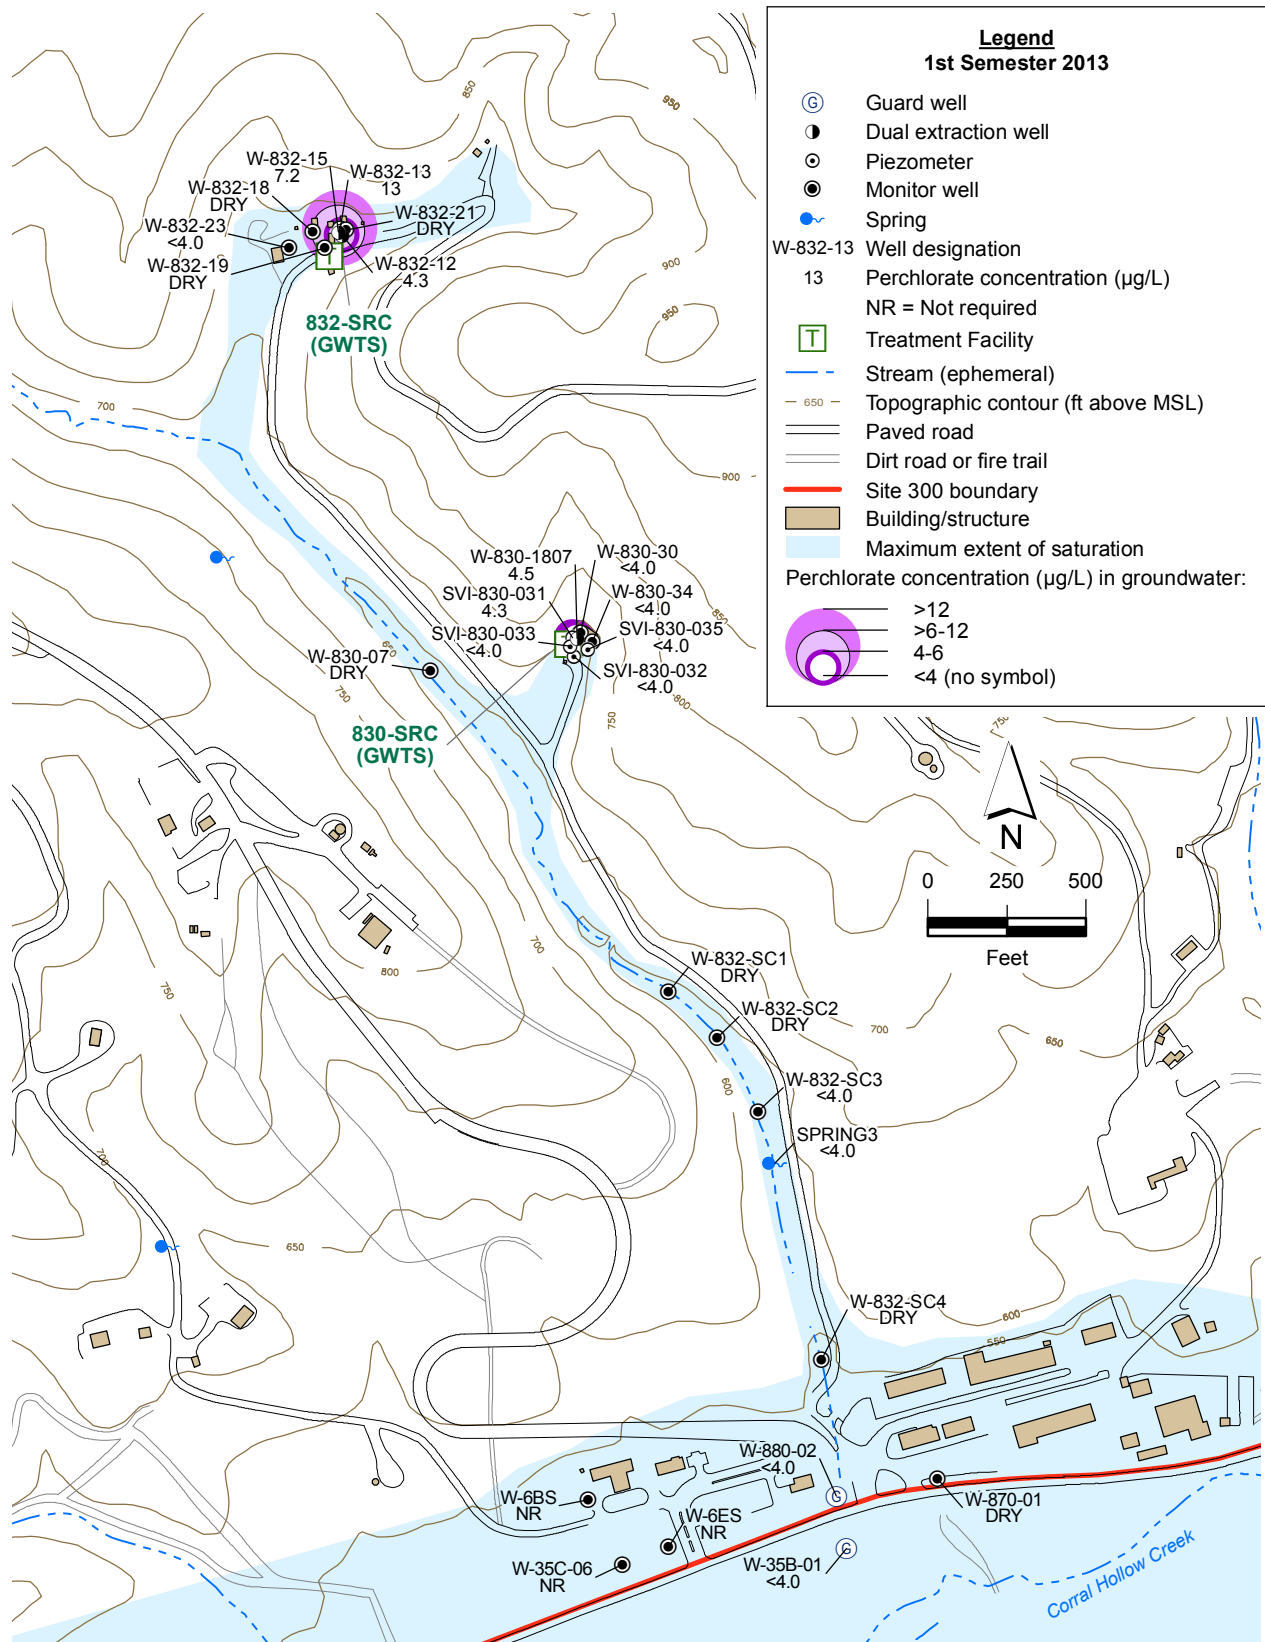 Legend
1st Semester 2013
G
Guard well
Dual extraction well
Piezometer
Monitor well
Spring
W-832-13 Well designation
13 Perchlorate concentration (µg/L)
NR = Not required
T Treatment Facility
Stream (ephemeral)
650 Topographic contour (ft above MSL)
Paved road
Dirt road or fire trail
Site 300 boundary
Building/structure
Maximum extent of saturation
Perchlorate concentration (µg/L) in groundwater:
>12
>6-12
4-6
<4 (no symbol)
850
950
950
W-832-15
7.2
W-832-13
13
W-832-18
DRY
W-832-21
DRY
W-832-23
<4.0
W-832-19
DRY
W-832-12
4.3
T
900
950
832-SRC
(GWTS)
700
900
W-830-1807
4.5
W-830-30
<4.0
SVI-830-031
4.3
W-830-34
<4.0
850
SVI-830-033
<4.0
SVI-830-035
<4.0
W-830-07
DRY
SVI-830-032
<4.0
650
750
800
750
750
830-SRC
(GWTS)
N
0 250 500
Feet
700
800
750
W-832-SC1
DRY
W-832-SC2
DRY
700
650
W-832-SC3
<4.0
600
SPRING3
<4.0
700
650
W-832-SC4
DRY
600
550
W-880-02
<4.0
G
W-6BS
NR
W-6ES
NR
W-870-01
DRY
W-35C-06
NR
W-35B-01
<4.0
G
Corral Hollow Creek